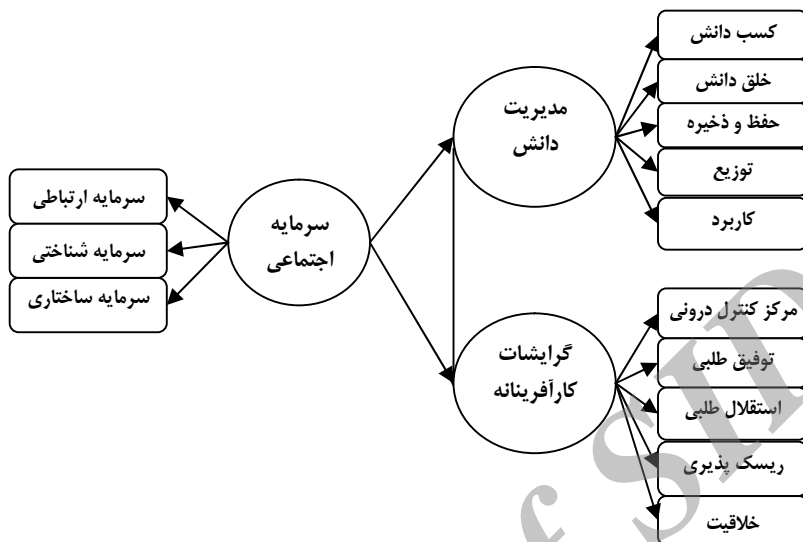 کسب دانش
خلق دانش
حفظ و ذخیره
توزیع
کاربرد
مدیریت
دانش
سرمایه
اجتماعی
سرمایه ارتباطی
سرمایه شناختی
سرمایه ساختاری
گرایشات
کارآفرینانه
مرکز کنترل درونی
توفیق طلبی
استقلال طلبی
ریسک پذیری
خلاقیت
f SID